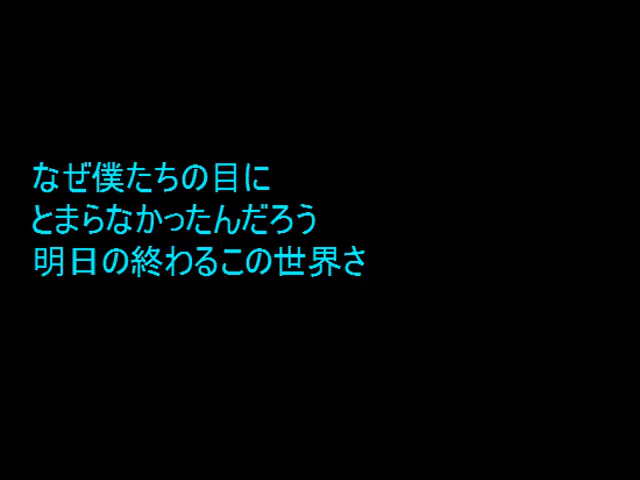 なぜ僕たちの目に
とまらなかったんだろう
明日の終わるこの世界さ